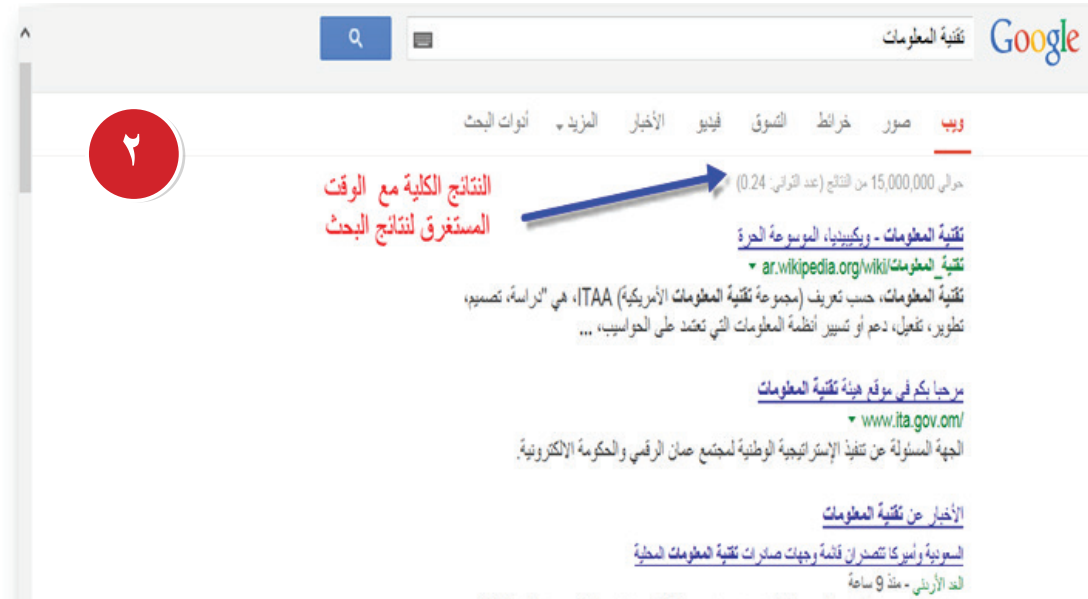 Google
تقنية المعلومات
ويب صور خرائط التسوق فيديو الأخبار المزيد أدوات البحث
٢
حوالي 15,000,000 من النتائج (عدد الثواني: 0.24)
النتائج الكلية مع الوقت
المستغرق لنتائج البحث
تقنية المعلومات - ويكيبيديا، الموسوعة الحرة
ar.wikipedia.org/wiki/تقنية_المعلومات
تقنية المعلومات، حسب تعريف (مجموعة تقنية المعلومات الأمريكية) ITAA، هي "دراسة، تصميم،
تطوير، تفعيل، دعم أو تسيير أنظمة المعلومات التي تعتمد على الحواسيب، ...
مرحبا بكم في موقع هيئة تقنية المعلومات
www.ita.gov.om/
الجهة المسئولة عن تنفيذ الإستراتيجية الوطنية لمجتمع عمان الرقمي والحكومة الالكترونية.
الأخبار عن تقنية المعلومات
السعودية وأميركا تتصدران قائمة وجهات صادرات تقنية المعلومات المحلية
الغد الأردني - منذ 9 ساعة